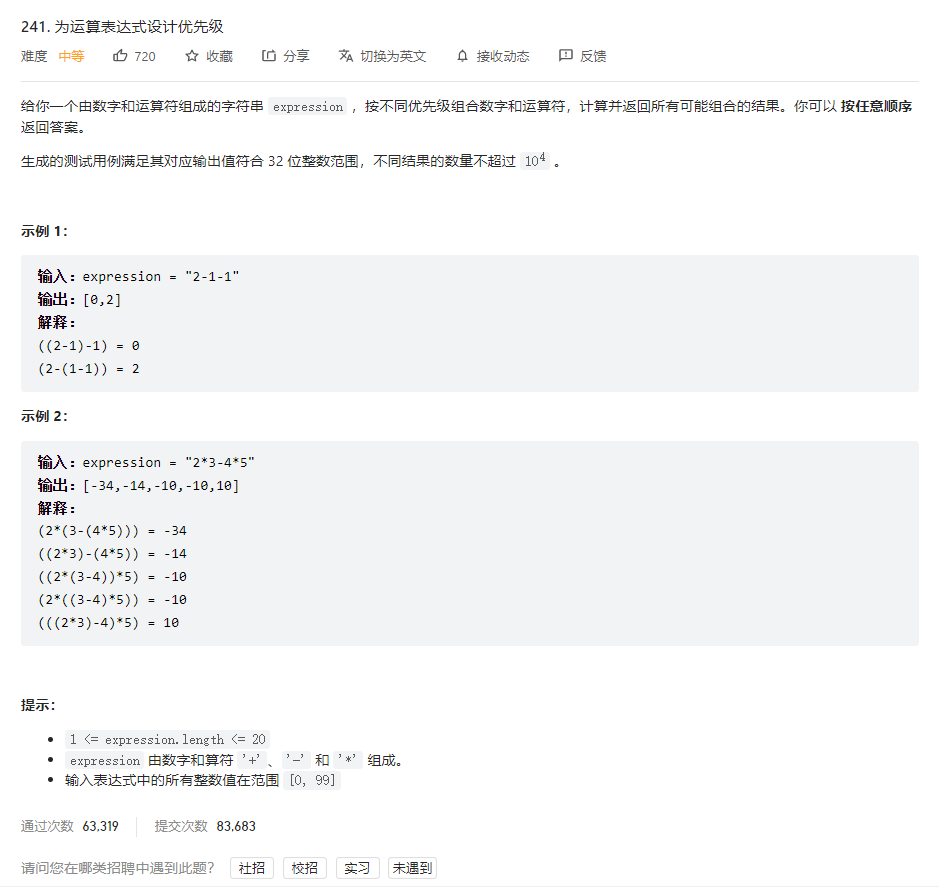 241. 为运算表达式设计优先级
难度 中等 720 收藏 分享 切换为英文 接收动态 反馈
给你一个由数字和运算符组成的字符串 expression ，按不同优先级组合数字和运算符，计算并返回所有可能组合的结果。你可以 按任意顺序
返回答案。
生成的测试用例满足其对应输出值符合 32 位整数范围，不同结果的数量不超过 10⁴ 。
示例 1：
输入：expression = "2-1-1"
输出：[0,2]
解释：
((2-1)-1) = 0
(2-(1-1)) = 2
示例 2：
输入：expression = "2*3-4*5"
输出：[-34,-14,-10,-10,10]
解释：
(2*(3-(4*5))) = -34
((2*3)-(4*5)) = -14
((2*(3-4))*5) = -10
(2*((3-4)*5)) = -10
(((2*3)-4)*5) = 10
提示：
1 <= expression.length <= 20
expression 由数字和算符 '+'、'-' 和 '*' 组成。
输入表达式中的所有整数值在范围 [0, 99]
通过次数 63,319 提交次数 83,683
请问您在哪类招聘中遇到此题？ 社招 校招 实习 未遇到